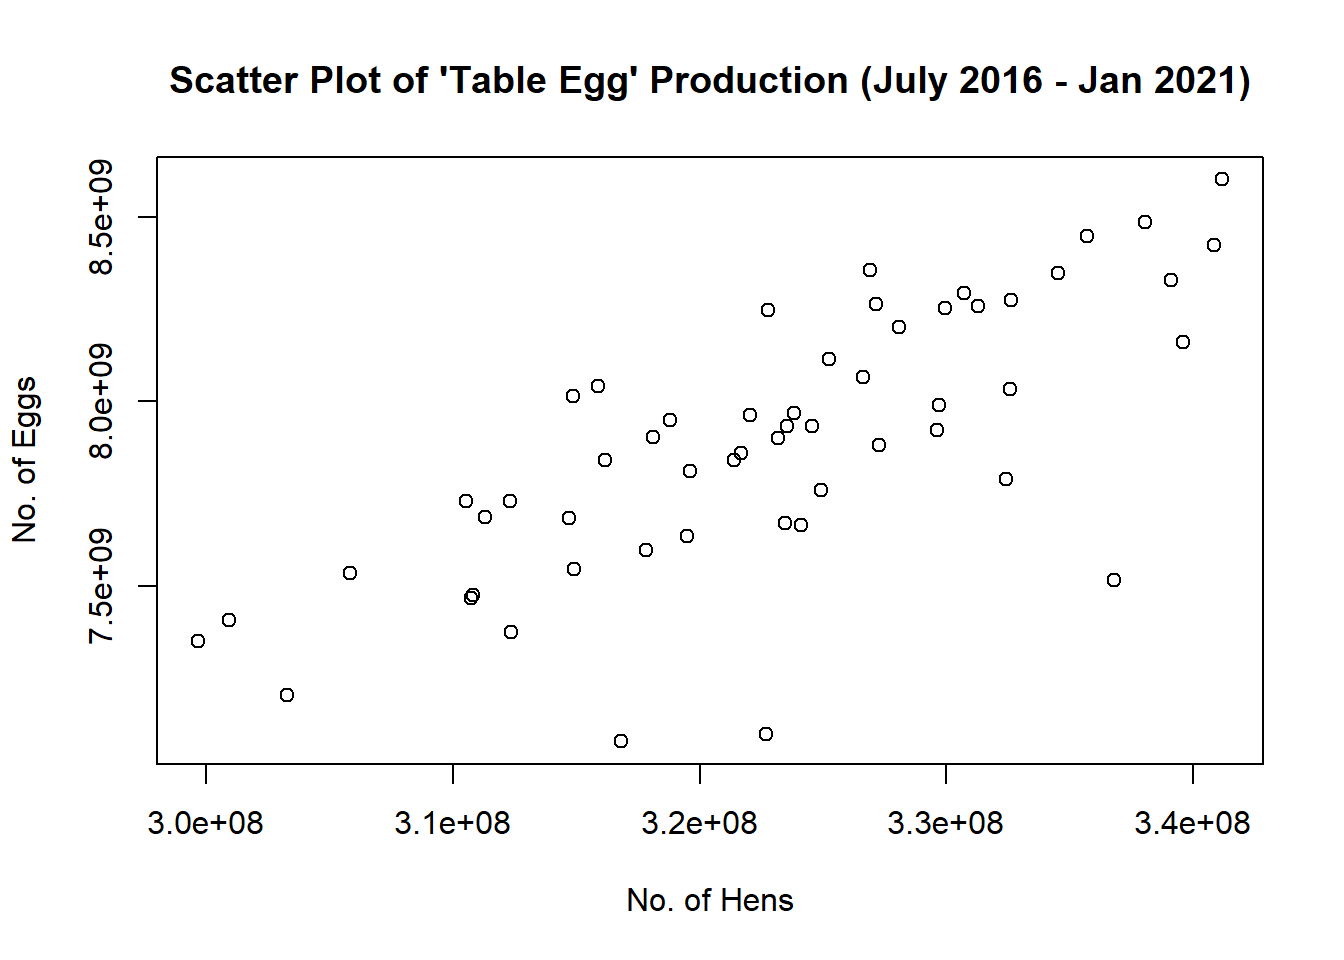 Scatter Plot of 'Table Egg' Production (July 2016 - Jan 2021)
8.5e+09
8.0e+09
7.5e+09
No. of Eggs
3.0e+08 3.1e+08 3.2e+08 3.3e+08 3.4e+08
No. of Hens